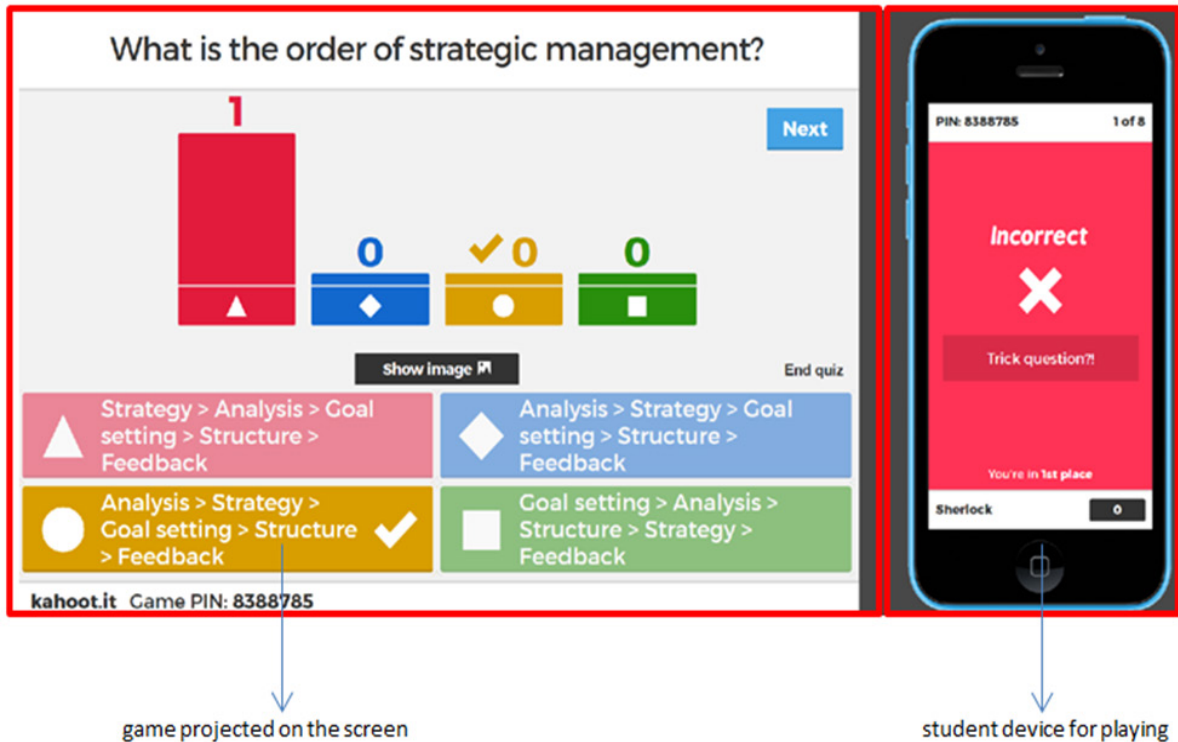 What is the order of strategic management?
1
Next
0
0
0
Show image
End quiz
Strategy > Analysis > Goal
setting > Structure >
Feedback
Analysis > Strategy > Goal
setting > Structure >
Feedback
Analysis > Strategy >
Goal setting > Structure
> Feedback
Goal setting > Analysis >
Structure > Strategy >
Feedback
kahoot.it Game PIN: 8388785
PIN: 8388785 1 of 8
Incorrect
Trick question?!
You're in 1st place
Sherlock 0
game projected on the screen
student device for playing